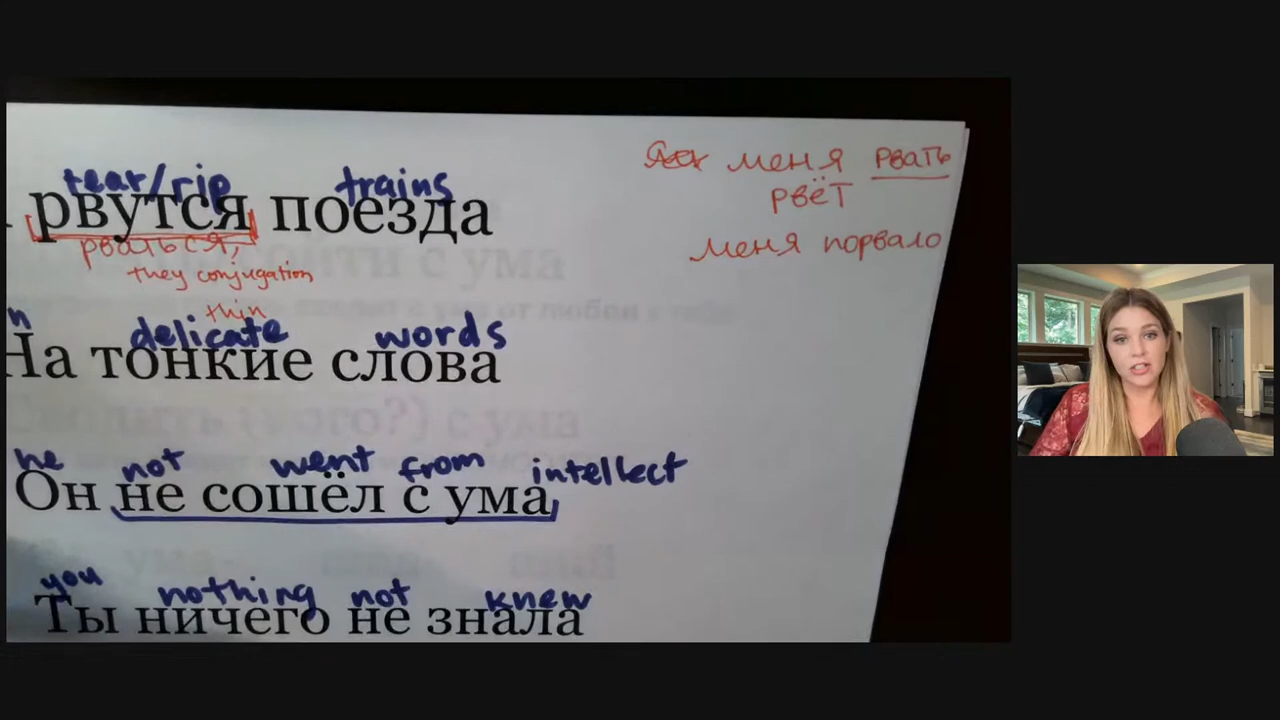 tear/rip trains
рвутся поезда
рваться,
they conjugation
thin
delicate words
На тонкие слова
he not went from intellect
Он не сошёл с ума
you nothing not knew
Ты ничего не знала
меня рвать
рвёт
меня порвало